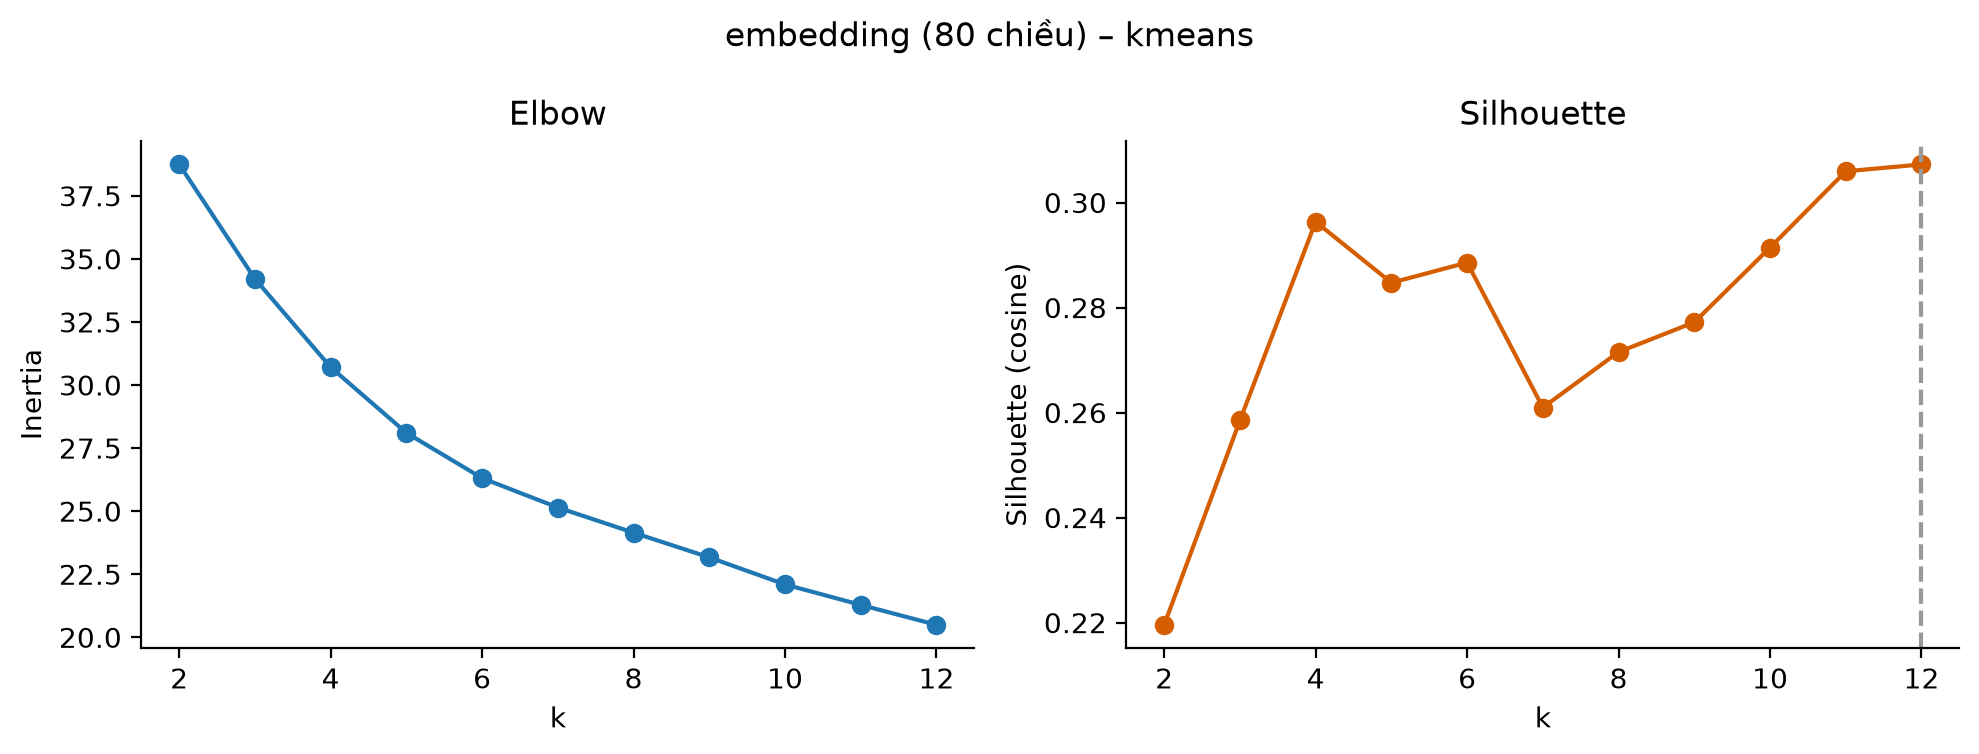 embedding (80 chiều) – kmeans
Elbow
Inertia
37.5
35.0
32.5
30.0
27.5
25.0
22.5
20.0
2 4 6 8 10 12
k
Silhouette
Silhouette (cosine)
0.30
0.28
0.26
0.24
0.22
2 4 6 8 10 12
k